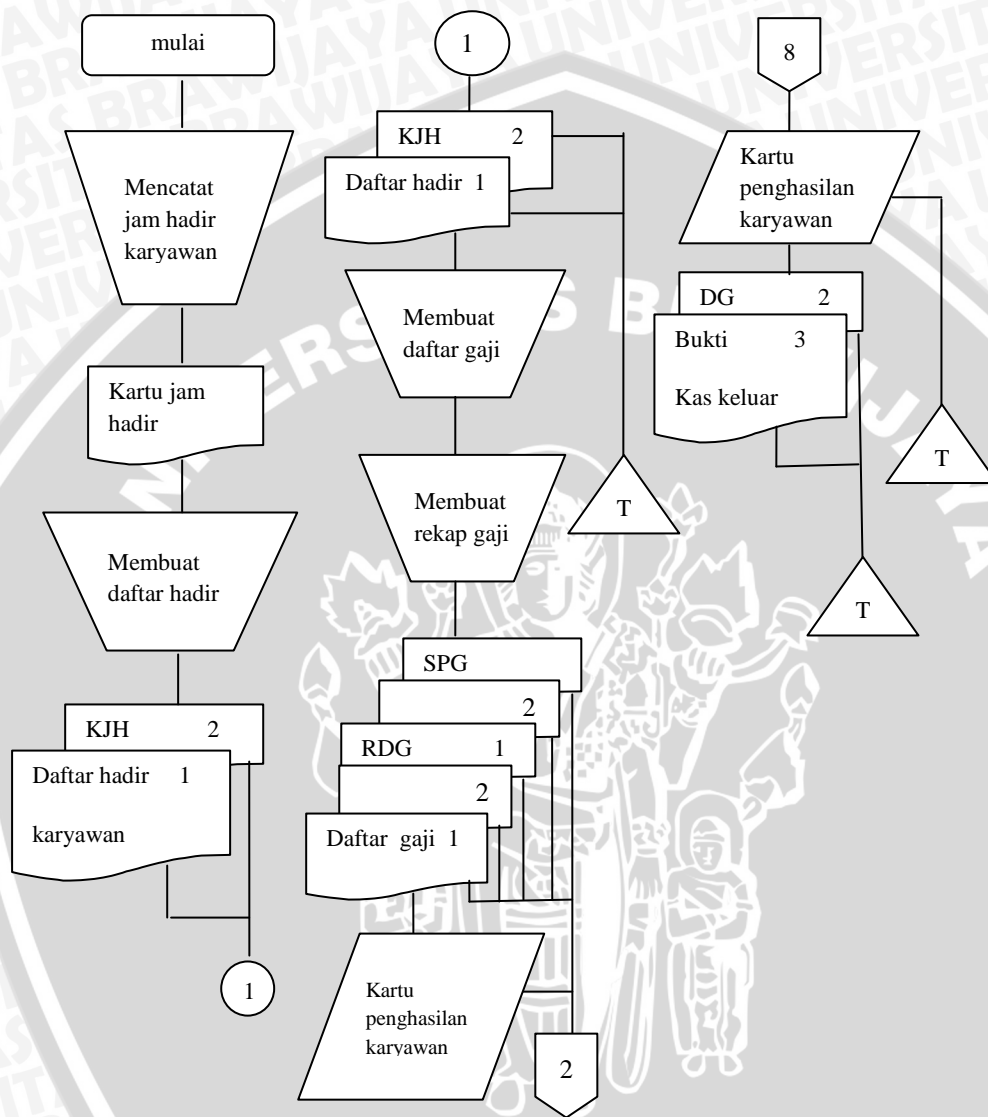 mulai
Mencatat
jam hadir
karyawan
Kartu jam
hadir
Membuat
daftar hadir
KJH 2
Daftar hadir 1
karyawan
1
1
KJH 2
Daftar hadir 1
Membuat
daftar gaji
Membuat
rekap gaji
T
SPG
2
RDG 1
2
Daftar gaji 1
Kartu
penghasilan
karyawan
2
8
Kartu
penghasilan
karyawan
DG 2
Bukti 3
Kas keluar
T
T